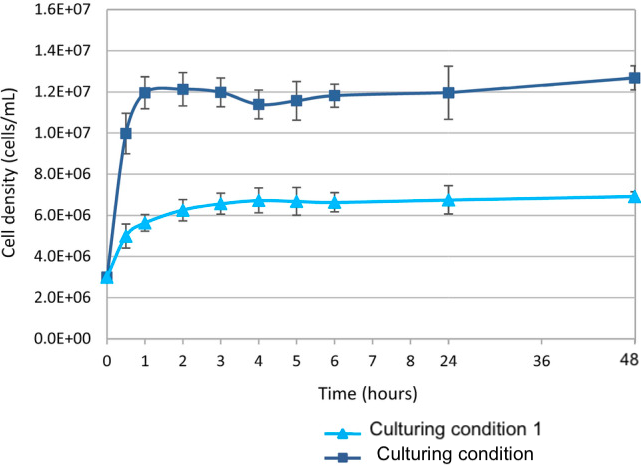 1.6E+07
1.4E+07
1.2E+07
1.0E+07
8.0E+06
6.0E+06
4.0E+06
2.0E+06
0.0E+00
Cell density (cells/mL)
0 1 2 3 4 5 6 7 8 24 36 48
Time (hours)
Culturing condition 1
Culturing condition